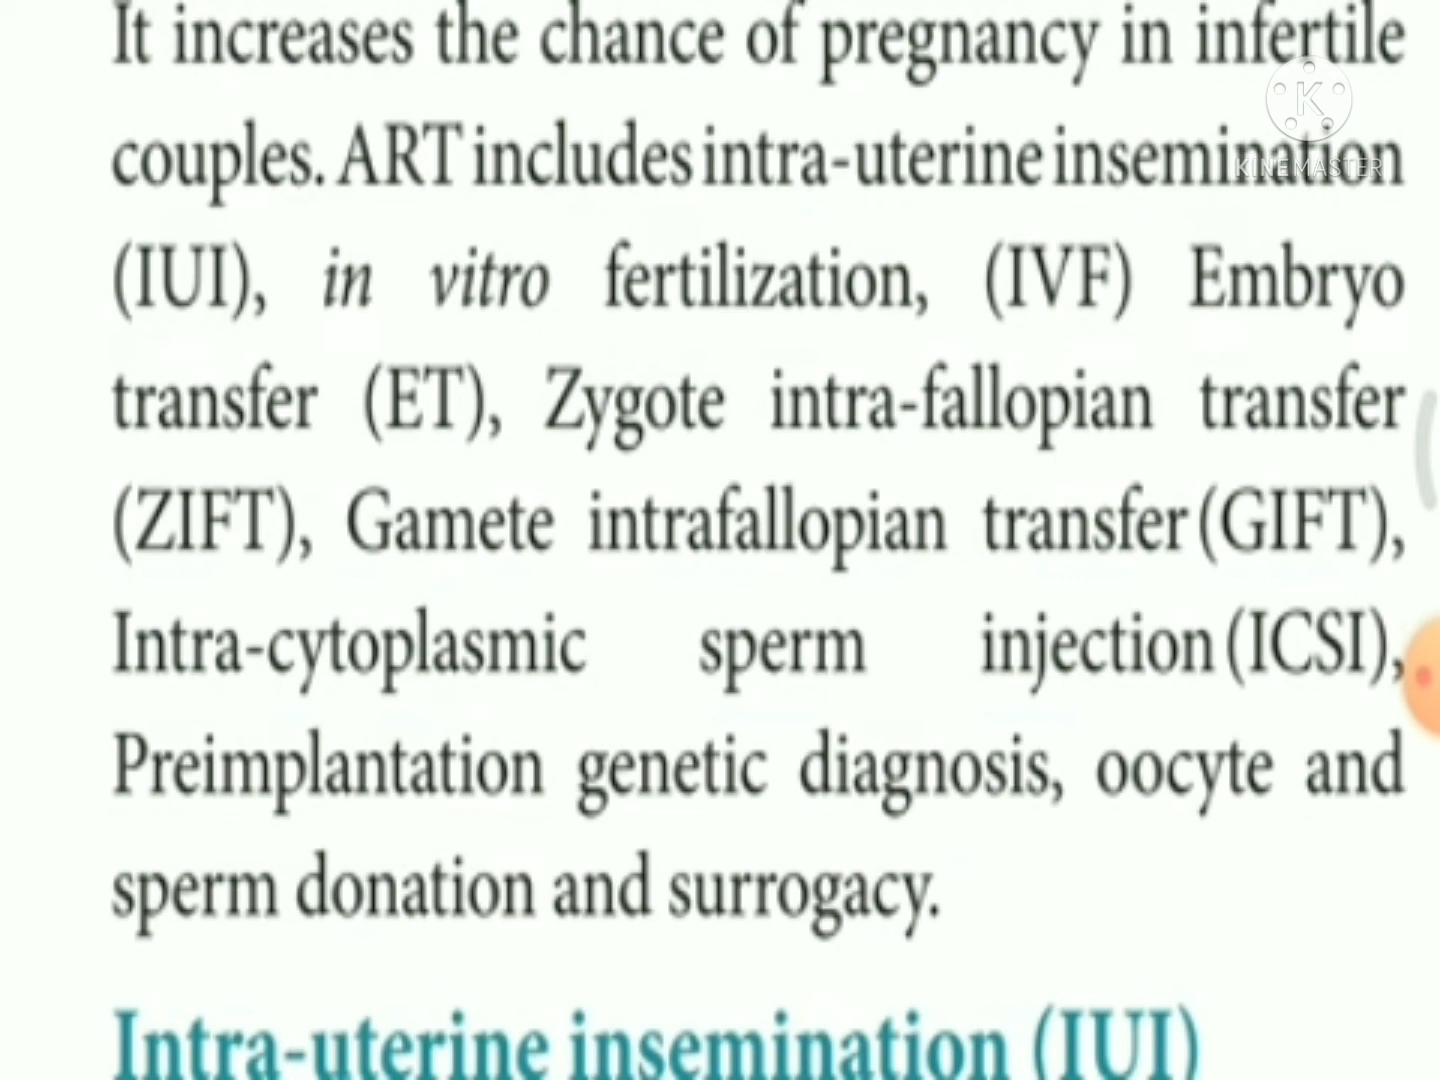 It increases the chance of pregnancy in infertile
couples. ART includes intra-uterine insemination
(IUI), in vitro fertilization, (IVF) Embryo
transfer (ET), Zygote intra-fallopian transfer
(ZIFT), Gamete intrafallopian transfer (GIFT),
Intra-cytoplasmic sperm injection (ICSI),
Preimplantation genetic diagnosis, oocyte and
sperm donation and surrogacy.
Intra-uterine insemination (IUI)
K
KINEMASTER